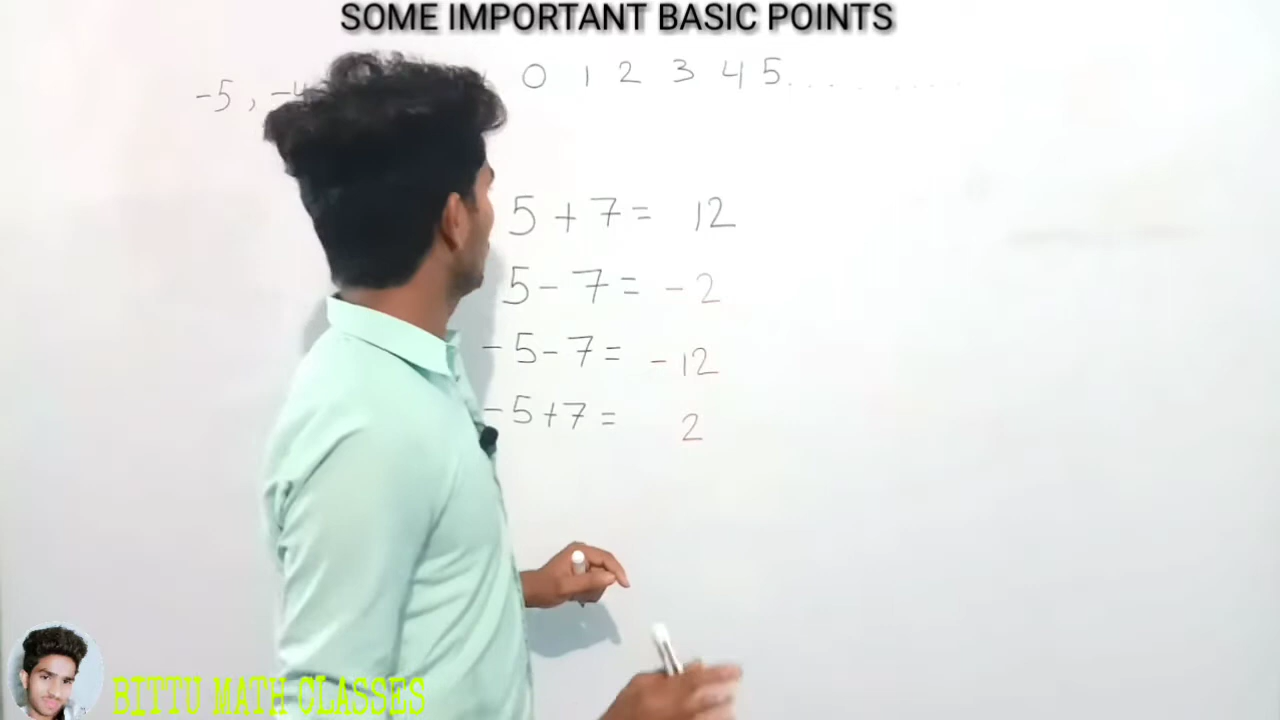 SOME IMPORTANT BASIC POINTS
-5, -4 0 1 2 3 4 5. . . . . . . .
5 + 7 = 12
5 - 7 = -2
-5 - 7 = -12
-5 + 7 = 2
BITTU MATH CLASSES